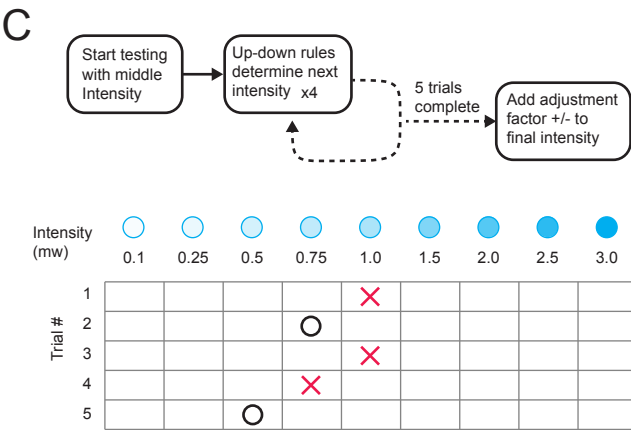 C
Start testing
with middle
Intensity
Up-down rules
determine next
intensity x4
5 trials
complete
Add adjustment
factor +/- to
final intensity
Intensity
(mw)
0.1 0.25 0.5 0.75 1.0 1.5 2.0 2.5 3.0
Trial #
1
2
3
4
5